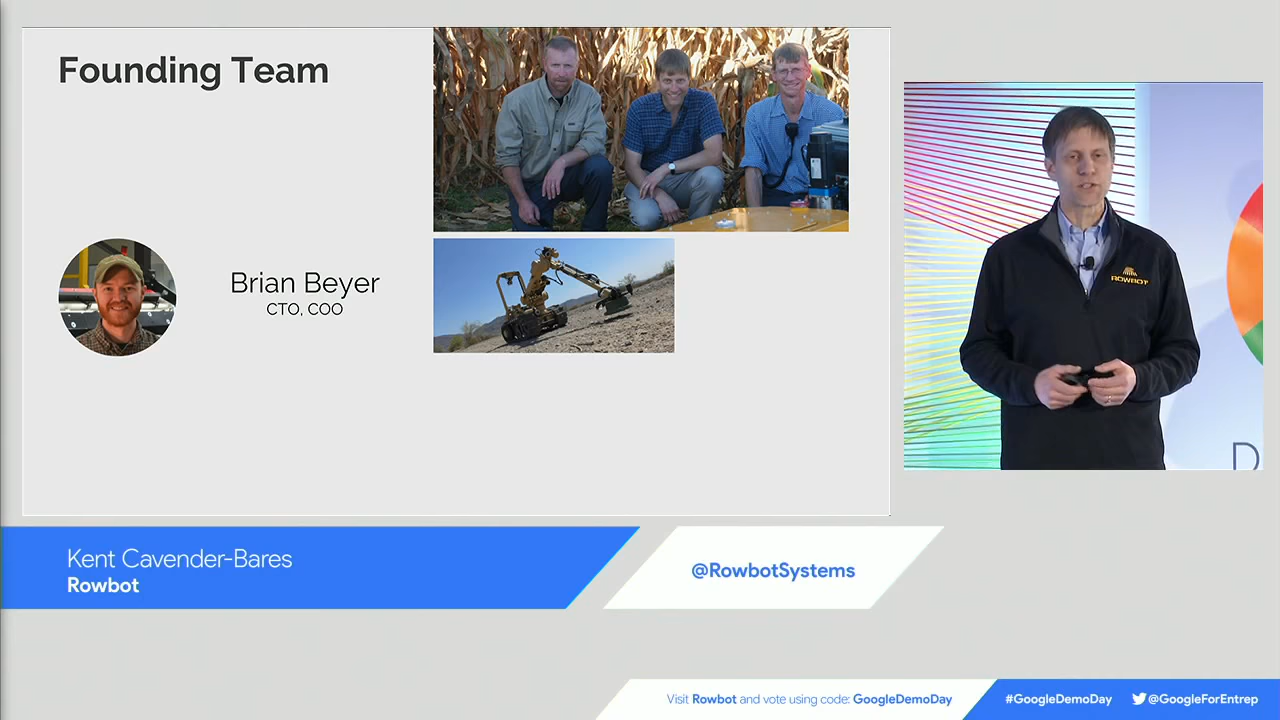 Founding Team
Brian Beyer
CTO, COO
ROWBOT
D
Kent Cavender-Bares
Rowbot
@RowbotSystems
Visit Rowbot and vote using code: GoogleDemoDay
#GoogleDemoDay
@GoogleForEntrep